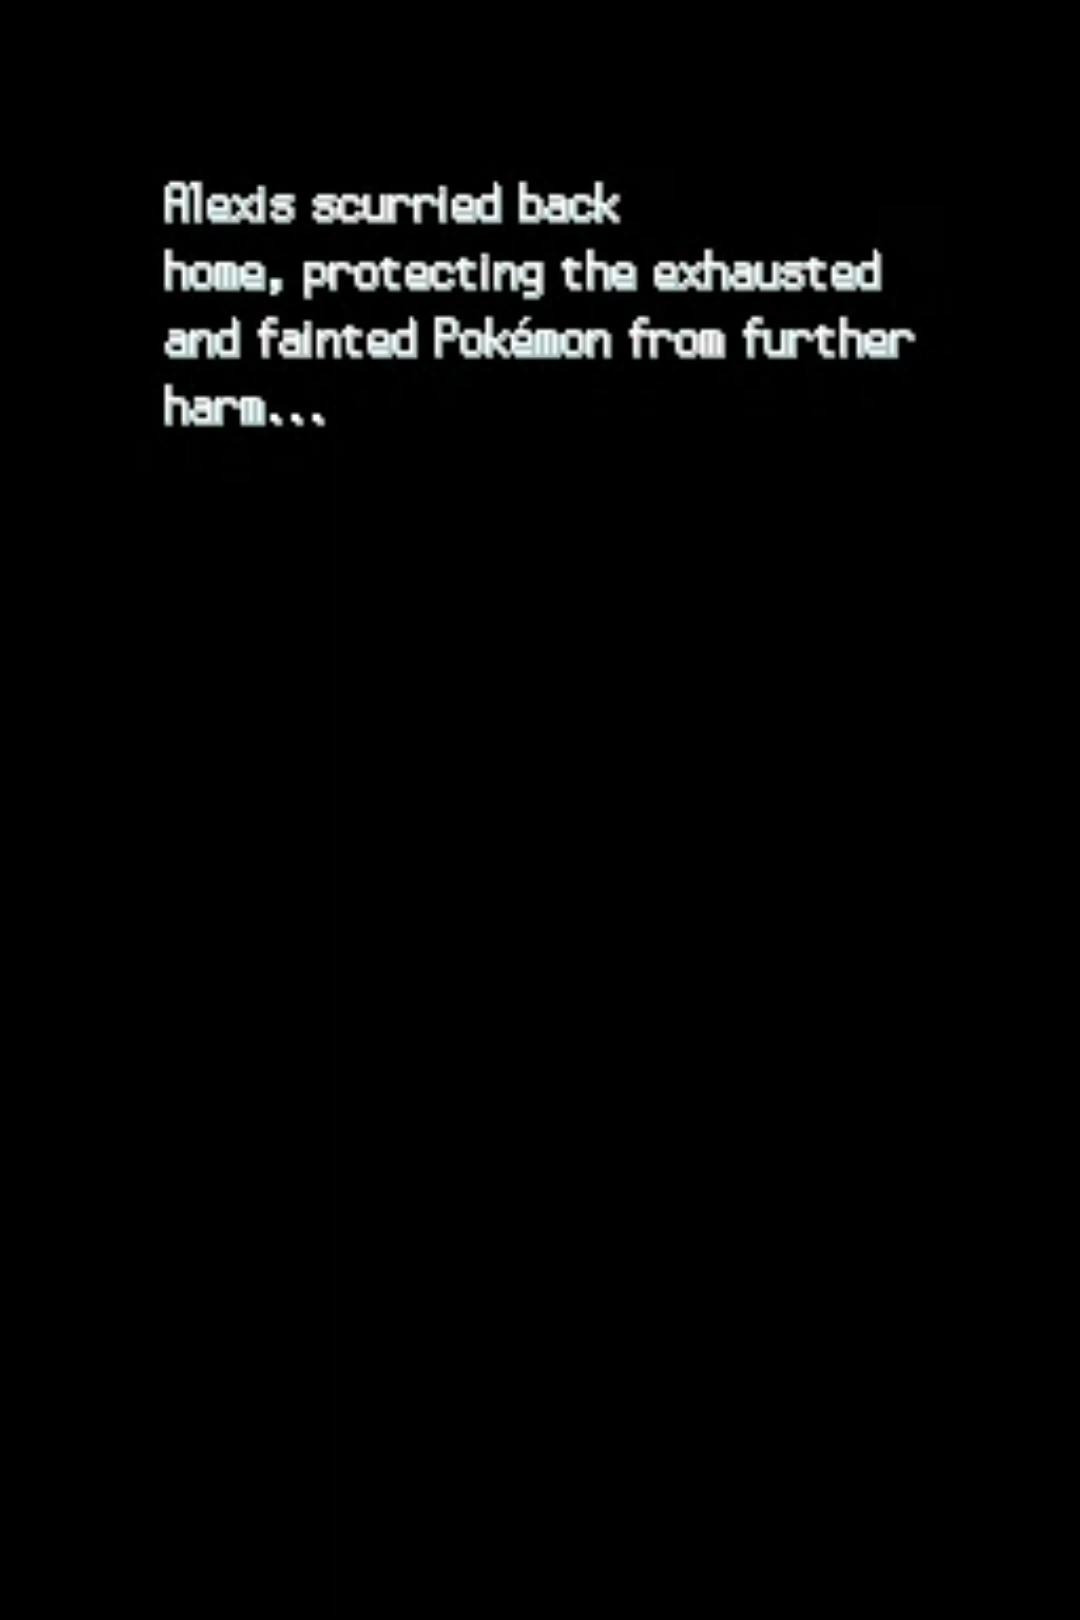 Alexis scurried back
home, protecting the exhausted
and fainted Pokémon from further
harm...